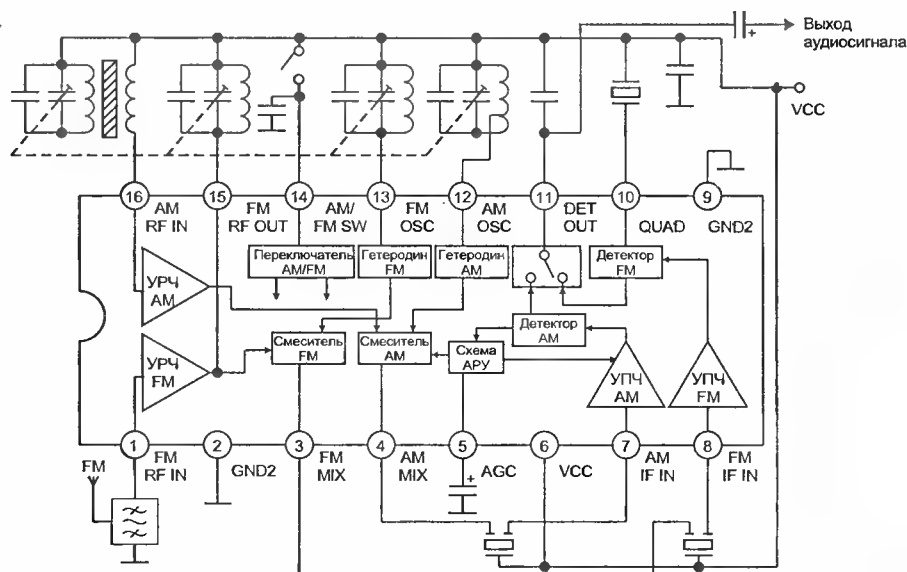 Выход
аудиосигнала
VCC
16 15 14 13 12 11 10 9
AM
RF IN
FM
RF OUT
AM/
FM SW
FM
OSC
AM
OSC
DET
OUT
QUAD
GND2
Переключатель
AM/FM
Гетеродин
FM
Гетеродин
AM
Детектор
FM
УРЧ
AM
Детектор
AM
Смеситель
FM
Смеситель
AM
Схема
АРУ
УРЧ
FM
УПЧ
AM
УПЧ
FM
1 2 3 4 5 6 7 8
FM
FM
RF IN
GND2
FM
MIX
AM
MIX
+
AGC
VCC
AM
IF IN
FM
IF IN